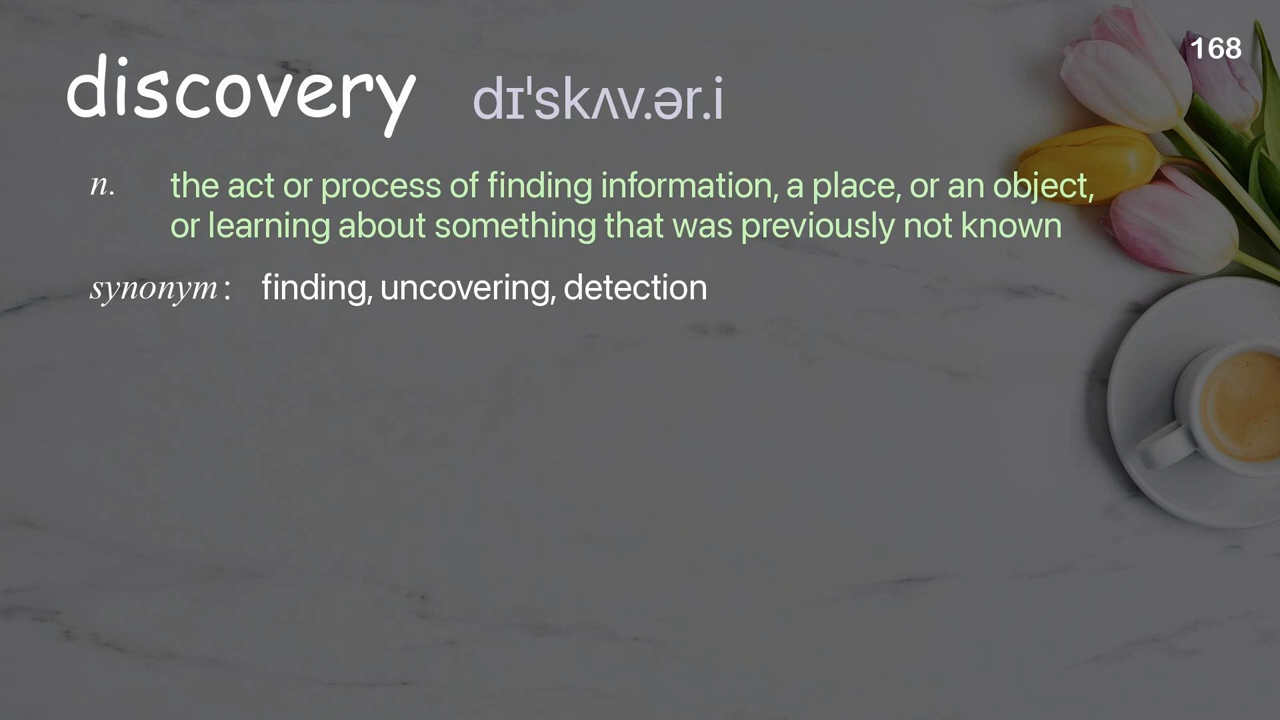 168
discovery dɪˈskʌv.ər.i
n. the act or process of finding information, a place, or an object,
or learning about something that was previously not known
synonym: finding, uncovering, detection